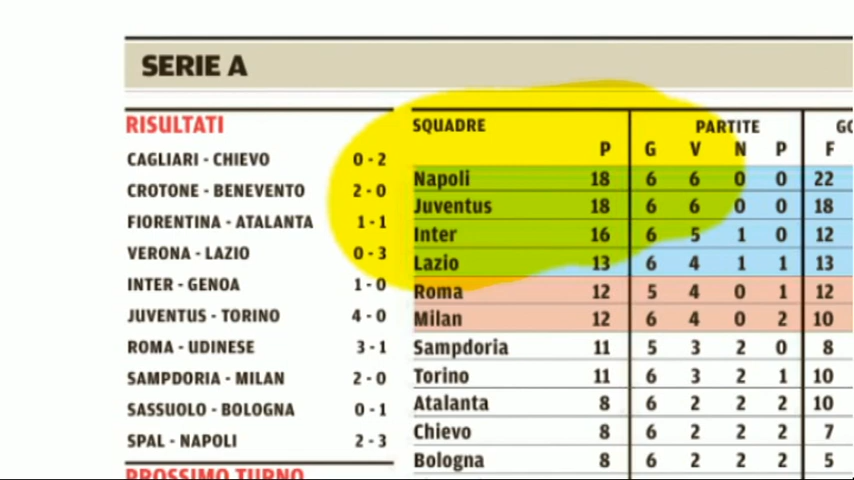 SERIE A
RISULTATI
CAGLIARI - CHIEVO 0 - 2
CROTONE - BENEVENTO 2 - 0
FIORENTINA - ATALANTA 1 - 1
VERONA - LAZIO 0 - 3
INTER - GENOA 1 - 0
JUVENTUS - TORINO 4 - 0
ROMA - UDINESE 3 - 1
SAMPDORIA - MILAN 2 - 0
SASSUOLO - BOLOGNA 0 - 1
SPAL - NAPOLI 2 - 3
PROSSIMO TURNO
SQUADRE PARTITE GO
P G V N P F
Napoli 18 6 6 0 0 22
Juventus 18 6 6 0 0 18
Inter 16 6 5 1 0 12
Lazio 13 6 4 1 1 13
Roma 12 5 4 0 1 12
Milan 12 6 4 0 2 10
Sampdoria 11 5 3 2 0 8
Torino 11 6 3 2 1 10
Atalanta 8 6 2 2 2 10
Chievo 8 6 2 2 2 7
Bologna 8 6 2 2 2 5